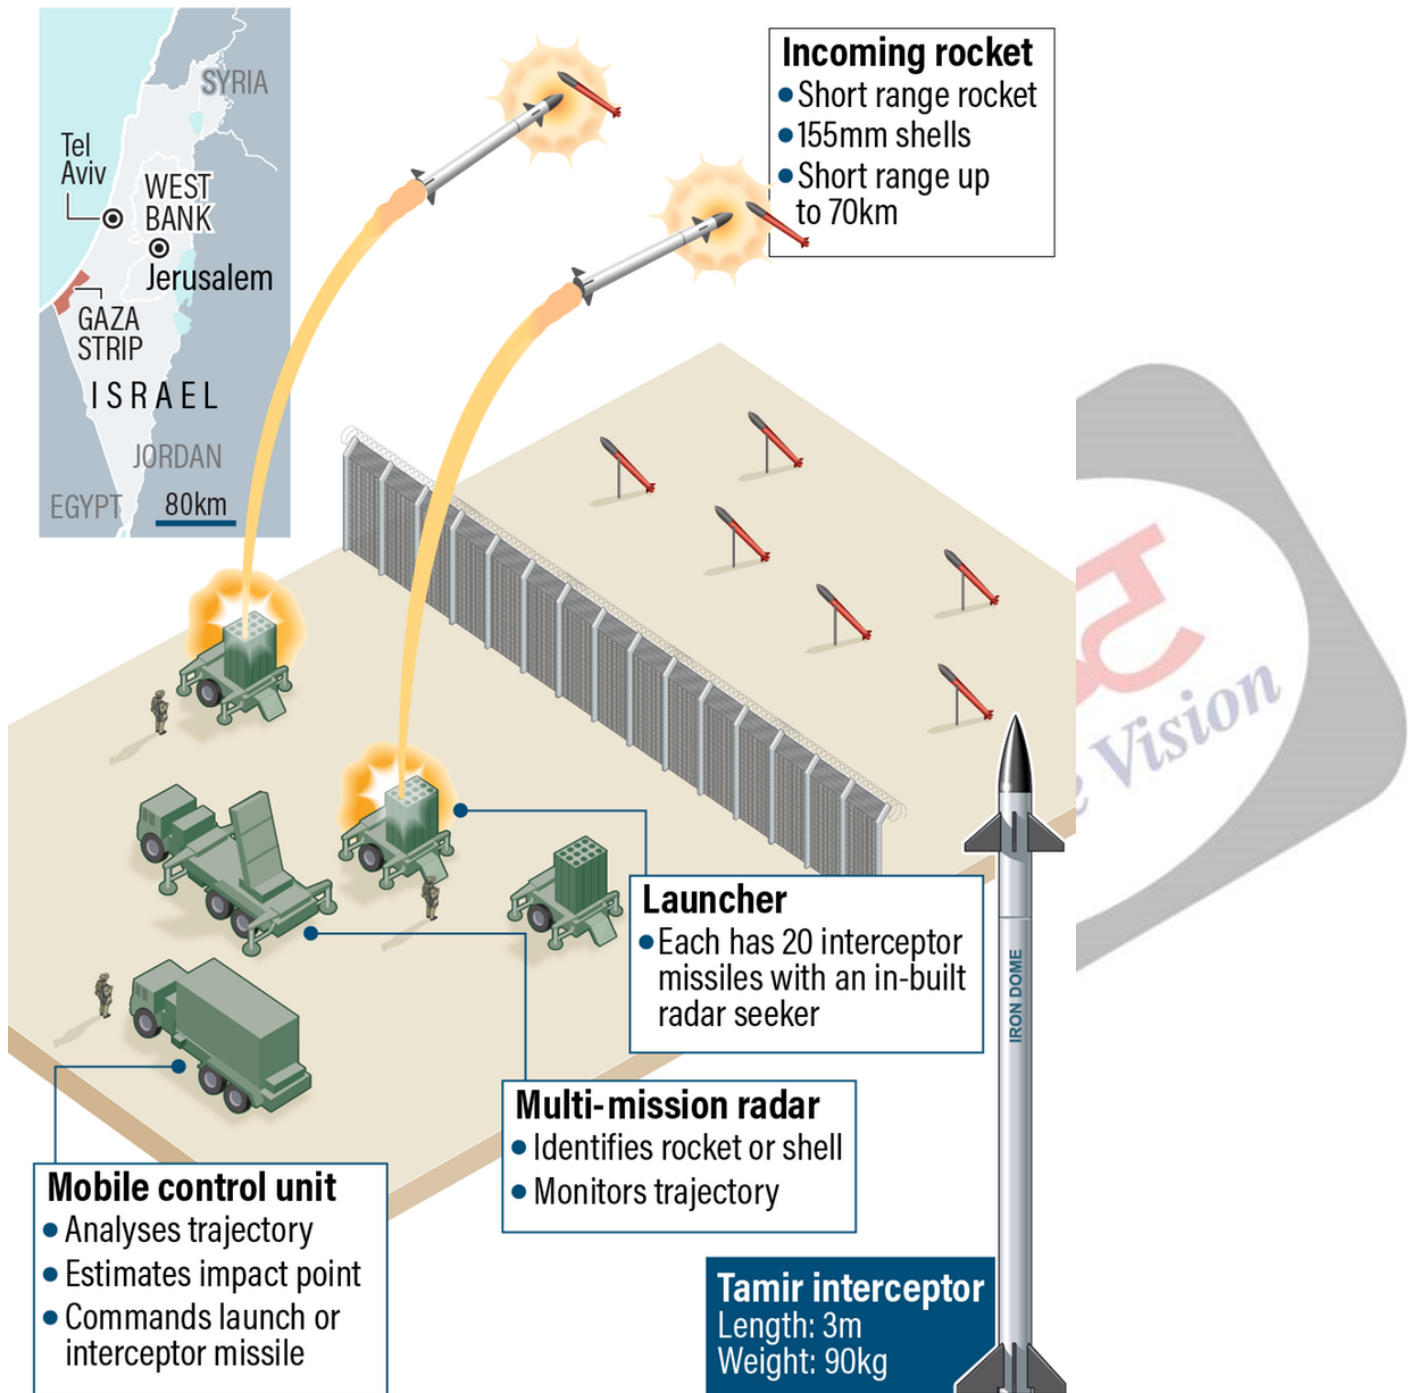 SYRIA
Tel
Aviv
WEST
BANK
Jerusalem
GAZA
STRIP
ISRAEL
JORDAN
EGYPT
80km
Incoming rocket
• Short range rocket
• 155mm shells
• Short range up
to 70km
Launcher
• Each has 20 interceptor
missiles with an in-built
radar seeker
Multi-mission radar
• Identifies rocket or shell
• Monitors trajectory
Mobile control unit
• Analyses trajectory
• Estimates impact point
• Commands launch or
interceptor missile
IRON DOME
Tamir interceptor
Length: 3m
Weight: 90kg
Vision